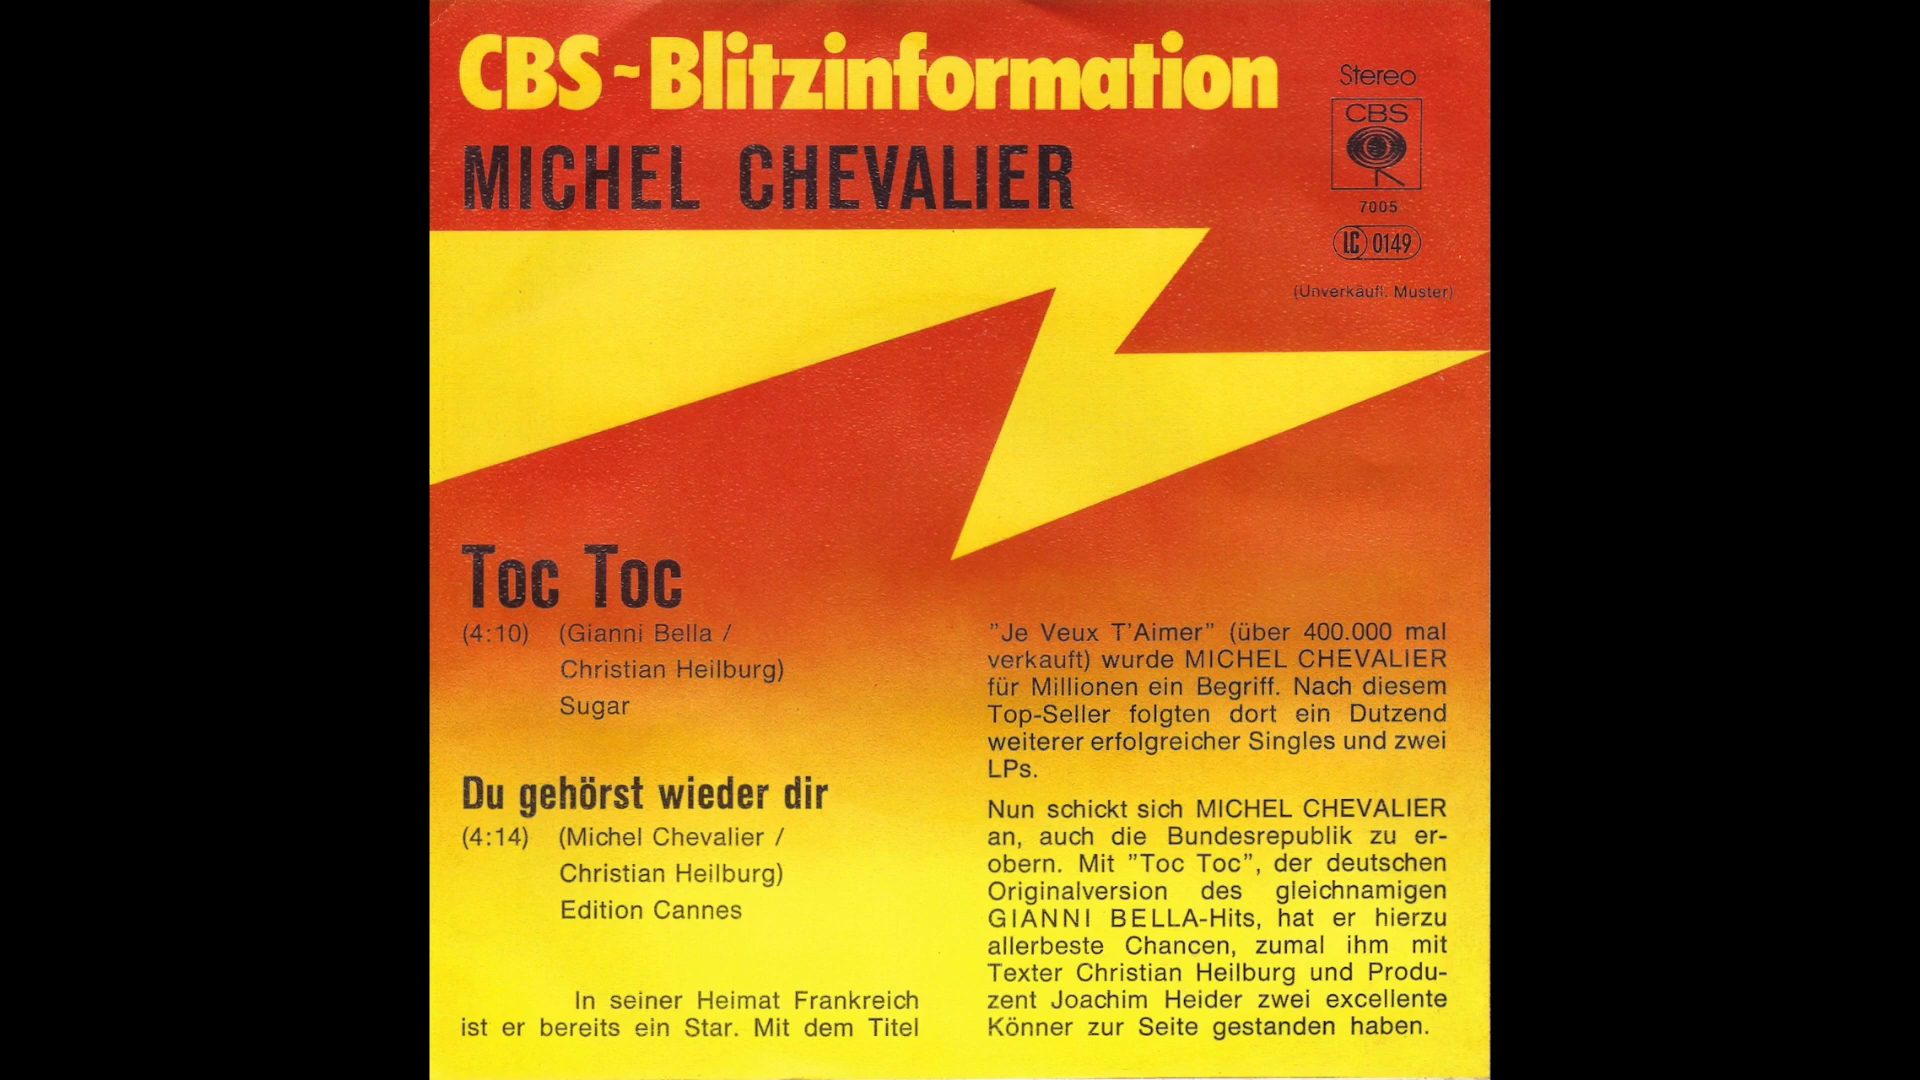 CBS~Blitzinformation
MICHEL CHEVALIER
Stereo
CBS
7005
LC 0149
(Unverkäufl. Muster)
Toc Toc
(4:10) (Gianni Bella /
Christian Heilburg)
Sugar
Du gehörst wieder dir
(4:14) (Michel Chevalier /
Christian Heilburg)
Edition Cannes
In seiner Heimat Frankreich
ist er bereits ein Star. Mit dem Titel
"Je Veux T'Aimer" (über 400.000 mal
verkauft) wurde MICHEL CHEVALIER
für Millionen ein Begriff. Nach diesem
Top-Seller folgten dort ein Dutzend
weiterer erfolgreicher Singles und zwei
LPs.
Nun schickt sich MICHEL CHEVALIER
an, auch die Bundesrepublik zu er-
obern. Mit "Toc Toc", der deutschen
Originalversion des gleichnamigen
GIANNI BELLA-Hits, hat er hierzu
allerbeste Chancen, zumal ihm mit
Texter Christian Heilburg und Produ-
zent Joachim Heider zwei excellente
Könner zur Seite gestanden haben.